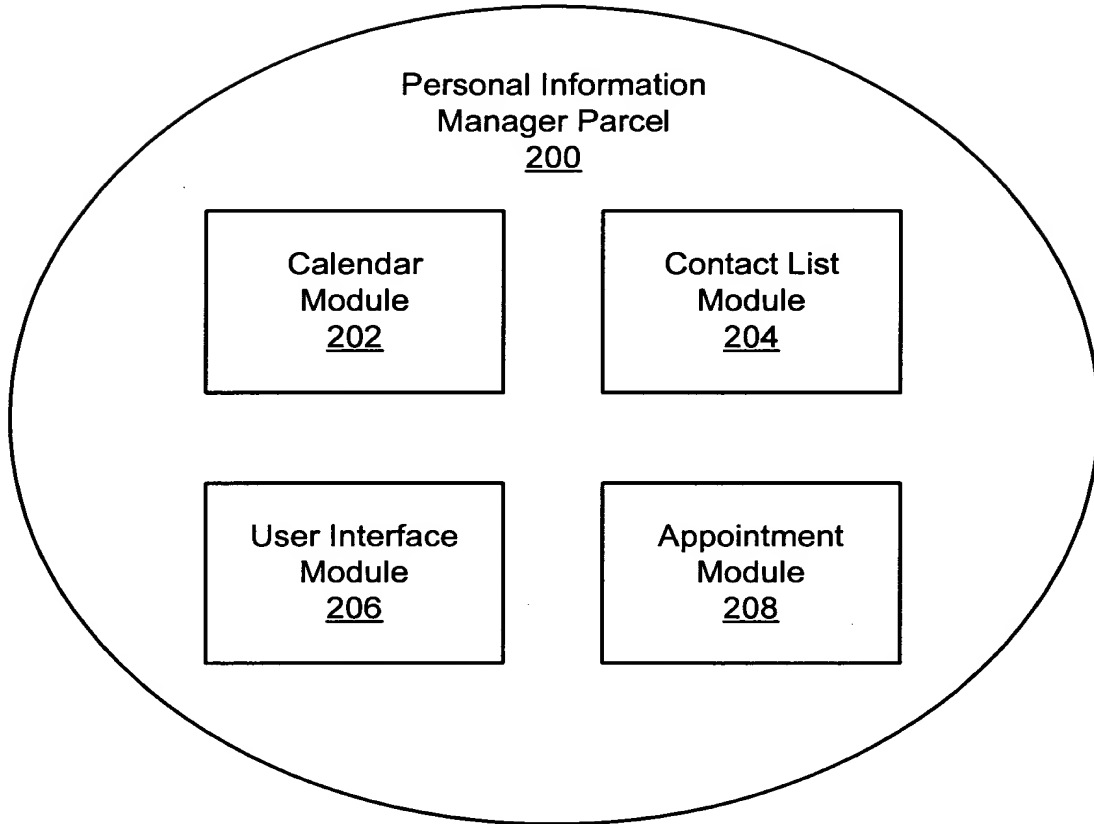 Personal Information
Manager Parcel
200
Calendar
Module
202
Contact List
Module
204
User Interface
Module
206
Appointment
Module
208